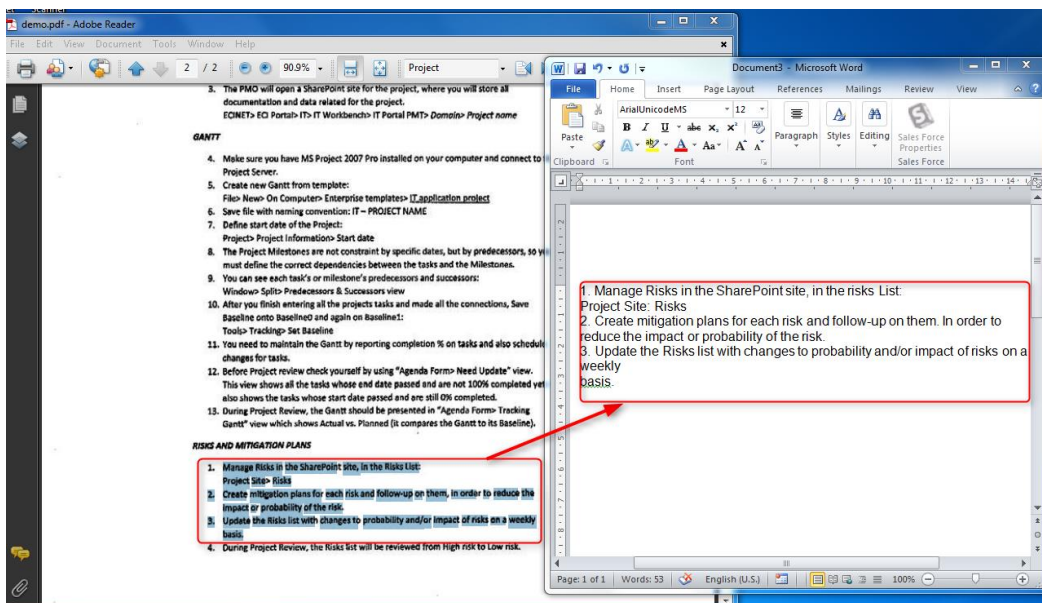 Scanner
demo.pdf - Adobe Reader
File Edit View Document Tools Window Help
2 / 2 90.9% Project
3. The PMO will open a SharePoint site for the project, where you will store all
documentation and data related for the project.
ECINET> ECI Portal> IT> IT Workbench> IT Portal PMT> Domain> Project name
GANTT
4. Make sure you have MS Project 2007 Pro installed on your computer and connect to
Project Server.
5. Create new Gantt from template:
File> New> On Computer> Enterprise templates> IT.application project
6. Save file with naming convention: IT – PROJECT NAME
7. Define start date of the Project:
Project> Project Information> Start date
8. The Project Milestones are not constraint by specific dates, but by predecessors, so
must define the correct dependencies between the tasks and the Milestones.
9. You can see each task's or milestone's predecessors and successors:
Window> Split> Predecessors & Successors view
10. After you finish entering all the projects tasks and made all the connections, Save
Baseline onto Baseline0 and again on Baseline1:
Tools> Tracking> Set Baseline
11. You need to maintain the Gantt by reporting completion % on tasks and also schedule
changes for tasks.
12. Before Project review check yourself by using "Agenda Form> Need Update" view.
This view shows all the tasks whose end date passed and are not 100% completed yet
also shows the tasks whose start date passed and are still 0% completed.
13. During Project Review, the Gantt should be presented in "Agenda Form> Tracking
Gantt" view which shows Actual vs. Planned (it compares the Gantt to its Baseline).
RISKS AND MITIGATION PLANS
1. Manage Risks in the SharePoint site, in the Risks List:
Project Site> Risks
2. Create mitigation plans for each risk and follow-up on them, in order to reduce the
impact or probability of the risk.
3. Update the Risks list with changes to probability and/or impact of risks on a weekly
basis.
4. During Project Review, the Risks list will be reviewed from High risk to Low risk.
Document3 - Microsoft Word
File Home Insert Page Layout References Mailings Review View
Paste
Clipboard
ArialUnicodeMS 12
B I U abc x₂ x²
A aby A Aa A A
Font
Paragraph Styles Editing Sales Force Properties
Sales Force
1 2 3 4 5 6 7 8 9 10 11 12 13 14
1. Manage Risks in the SharePoint site, in the risks List:
Project Site: Risks
2. Create mitigation plans for each risk and follow-up on them. In order to
reduce the impact or probability of the risk.
3. Update the Risks list with changes to probability and/or impact of risks on a
weekly
basis.
Page: 1 of 1 Words: 53 English (U.S.) 100%